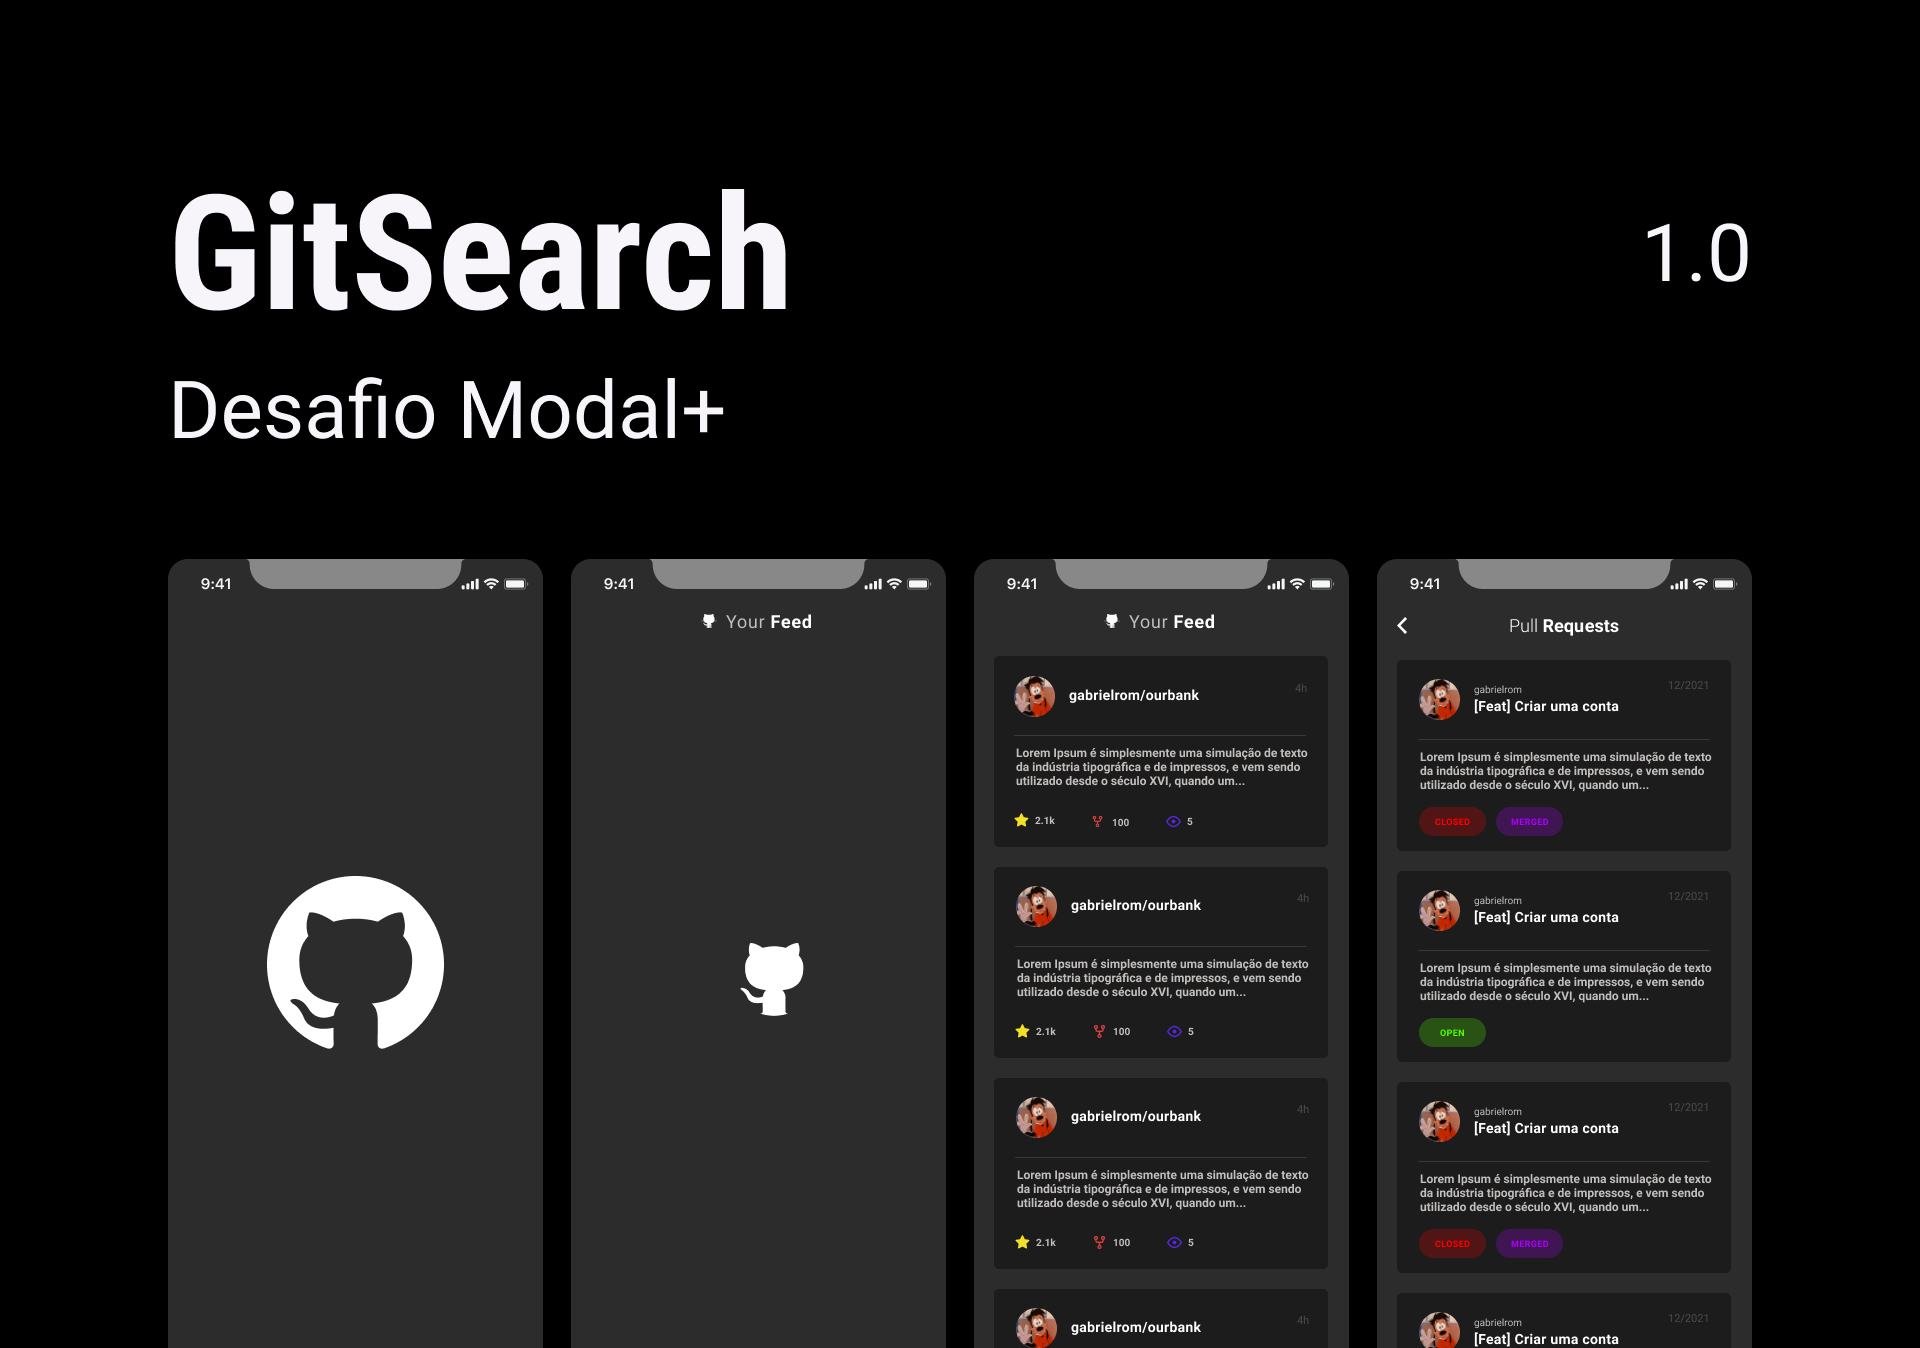 GitSearch
1.0
Desafio Modal+
9:41
9:41
Your Feed
9:41
Your Feed
gabrielrom/ourbank
4h
Lorem Ipsum é simplesmente uma simulação de texto
da indústria tipográfica e de impressos, e vem sendo
utilizado desde o século XVI, quando um...
2.1k
100
5
gabrielrom/ourbank
4h
Lorem Ipsum é simplesmente uma simulação de texto
da indústria tipográfica e de impressos, e vem sendo
utilizado desde o século XVI, quando um...
2.1k
100
5
gabrielrom/ourbank
4h
Lorem Ipsum é simplesmente uma simulação de texto
da indústria tipográfica e de impressos, e vem sendo
utilizado desde o século XVI, quando um...
2.1k
100
5
gabrielrom/ourbank
4h
9:41
Pull Requests
gabrielrom
12/2021
[Feat] Criar uma conta
Lorem Ipsum é simplesmente uma simulação de texto
da indústria tipográfica e de impressos, e vem sendo
utilizado desde o século XVI, quando um...
CLOSED
MERGED
gabrielrom
12/2021
[Feat] Criar uma conta
Lorem Ipsum é simplesmente uma simulação de texto
da indústria tipográfica e de impressos, e vem sendo
utilizado desde o século XVI, quando um...
OPEN
gabrielrom
12/2021
[Feat] Criar uma conta
Lorem Ipsum é simplesmente uma simulação de texto
da indústria tipográfica e de impressos, e vem sendo
utilizado desde o século XVI, quando um...
CLOSED
MERGED
gabrielrom
12/2021
[Feat] Criar uma conta